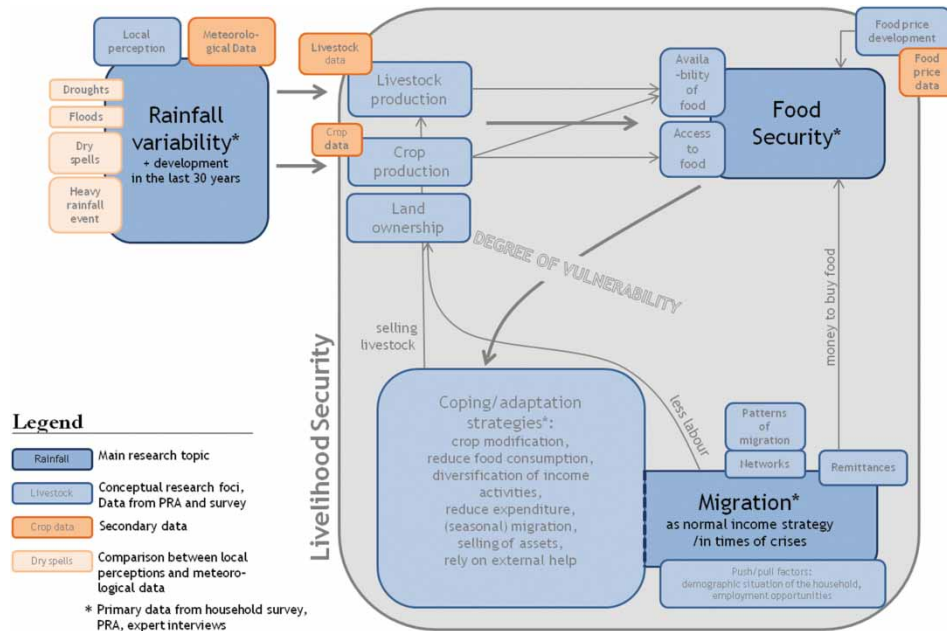 Local
perception
Meteorolo-
gical Data
Droughts
Floods
Dry
spells
Heavy
rainfall
event
Rainfall
variability*
+ development
in the last 30 years
Livestock
data
Livestock
production
Crop
data
Crop
production
Land
ownership
Availa
-bility of
food
Access
to
food
Food
Security*
Food price
development
Food
price
data
DEGREE OF VULNERABILITY
Livelihood Security
selling
livestock
less labour
money to buy food
Coping/adaptation
strategies*:
crop modification,
reduce food consumption,
diversification of income
activities,
reduce expenditure,
(seasonal) migration,
selling of assets,
rely on external help
Patterns
of
migration
Networks
Remittances
Migration*
as normal income strategy
/in times of crises
Push/pull factors:
demographic situation of the household,
employment opportunities
Legend
Rainfall
Main research topic
Livestock
Conceptual research foci,
Data from PRA and survey
Crop data
Secondary data
Dry spells
Comparison between local
perceptions and meteoro-
logical data
* Primary data from household survey,
PRA, expert interviews